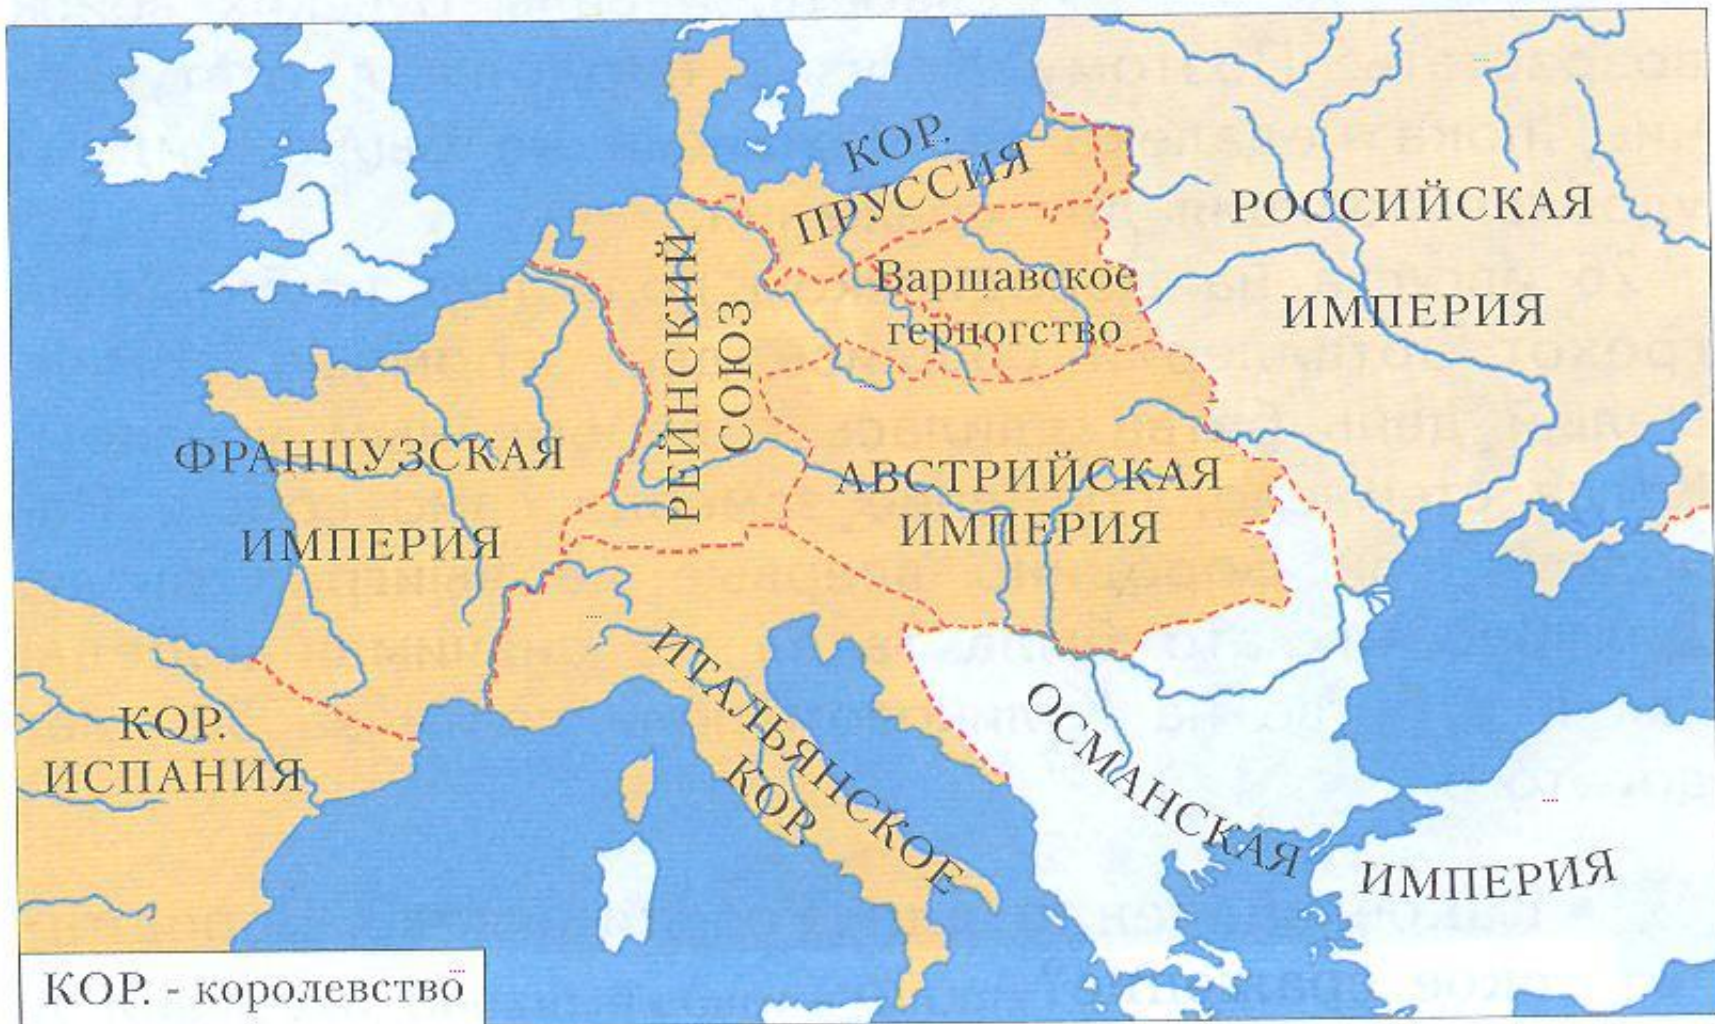 КОР.
ПРУССИЯ
РОССИЙСКАЯ
ИМПЕРИЯ
Варшавское
герцогство
РЕЙНСКИЙ
СОЮЗ
ФРАНЦУЗСКАЯ
ИМПЕРИЯ
АВСТРИЙСКАЯ
ИМПЕРИЯ
КОР.
ИСПАНИЯ
ИТАЛЬЯНСКОЕ
КОР.
ОСМАНСКАЯ
ИМПЕРИЯ
КОР. - королевство